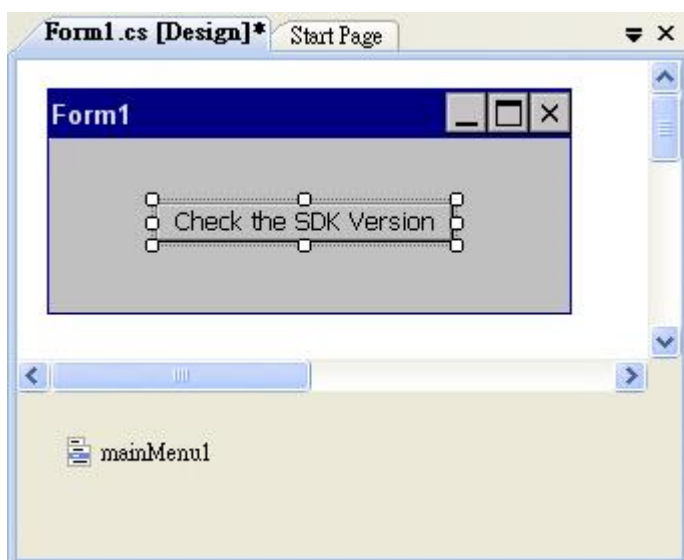 Form1.cs [Design]* Start Page
Form1
Check the SDK Version
mainMenu1